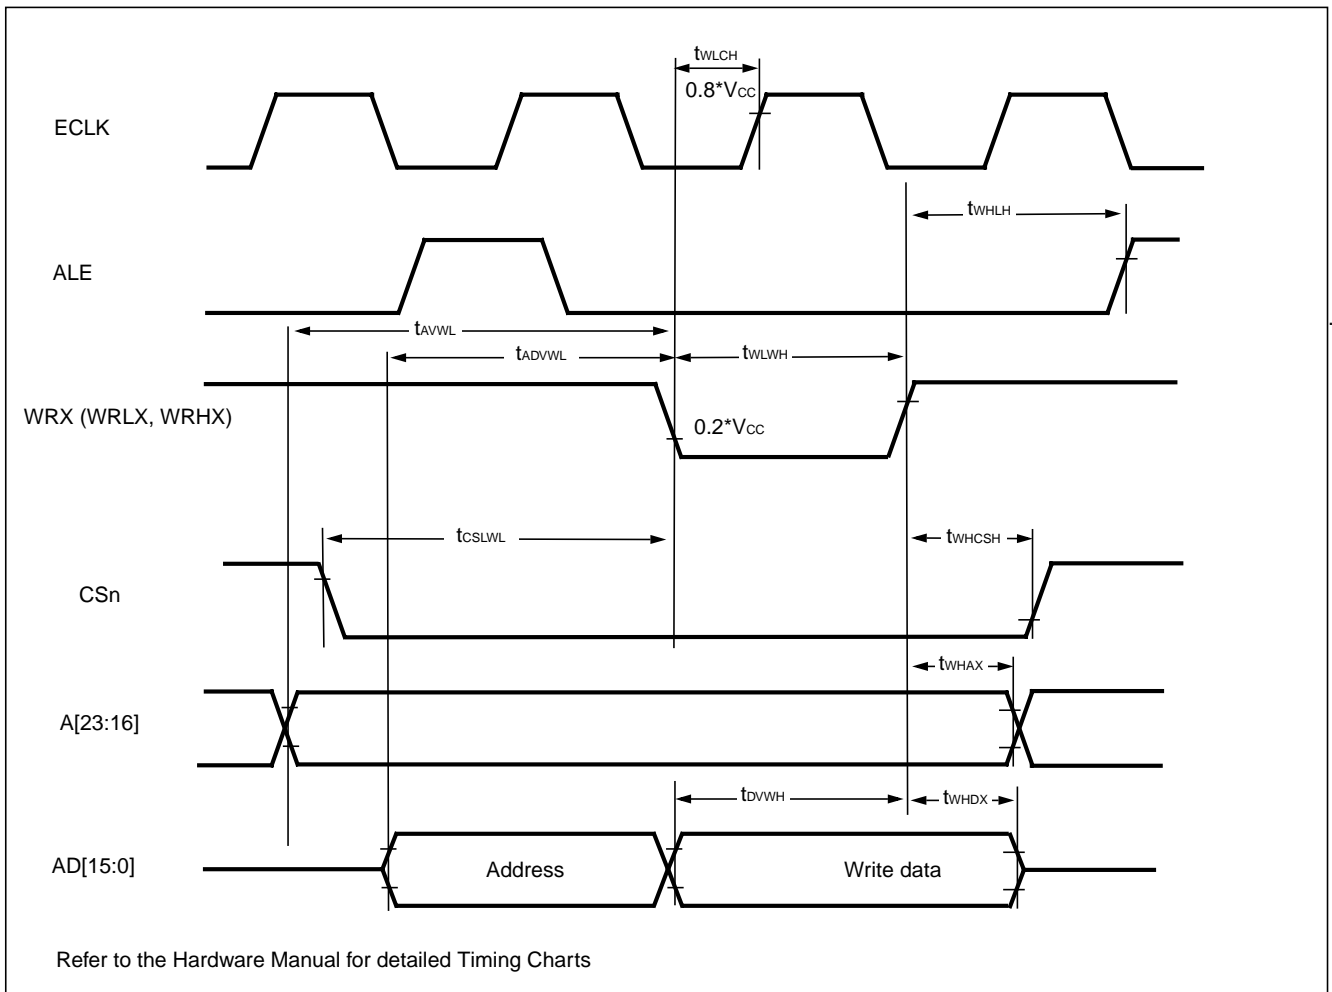 tWLCH
0.8*VCC
ECLK
tWHLH
ALE
tAVWL
tADVWL
tWLWH
WRX (WRLX, WRHX)
0.2*VCC
tCSLWL
tWHCSH
CSn
tWHAX
A[23:16]
tDVWH
tWHDX
AD[15:0]
Address
Write data
Refer to the Hardware Manual for detailed Timing Charts